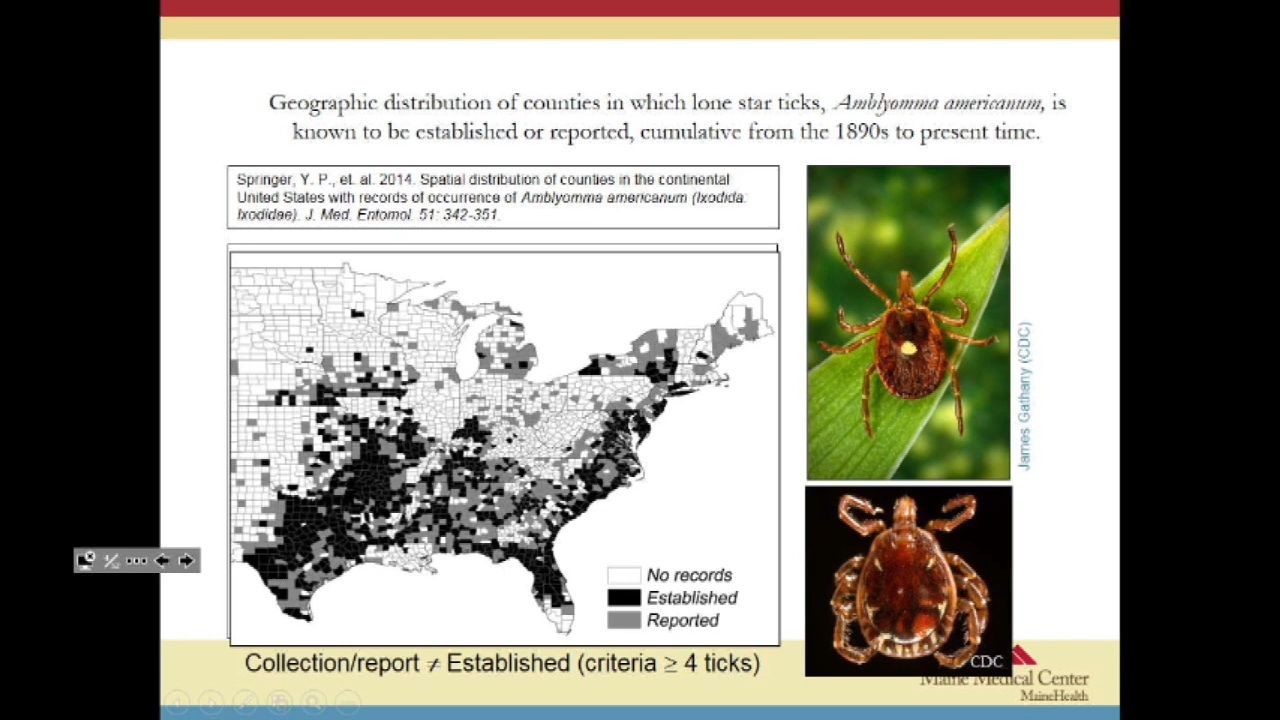 Geographic distribution of counties in which lone star ticks, Amblyomma americanum, is
known to be established or reported, cumulative from the 1890s to present time.
Springer, Y. P., et. al. 2014. Spatial distribution of counties in the continental
United States with records of occurrence of Amblyomma americanum (Ixodida:
Ixodidae). J. Med. Entomol. 51: 342-351.
James Gathany (CDC)
No records
Established
Reported
Collection/report ≠ Established (criteria ≥ 4 ticks)
CDC
Maine Medical Center
MaineHealth